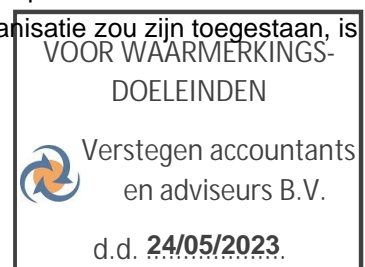 anisatie zou zijn toegestaan, is
VOOR WAARMERKINGS-
DOELEINDEN
Verstegen accountants
en adviseurs B.V.
d.d. 24/05/2023.